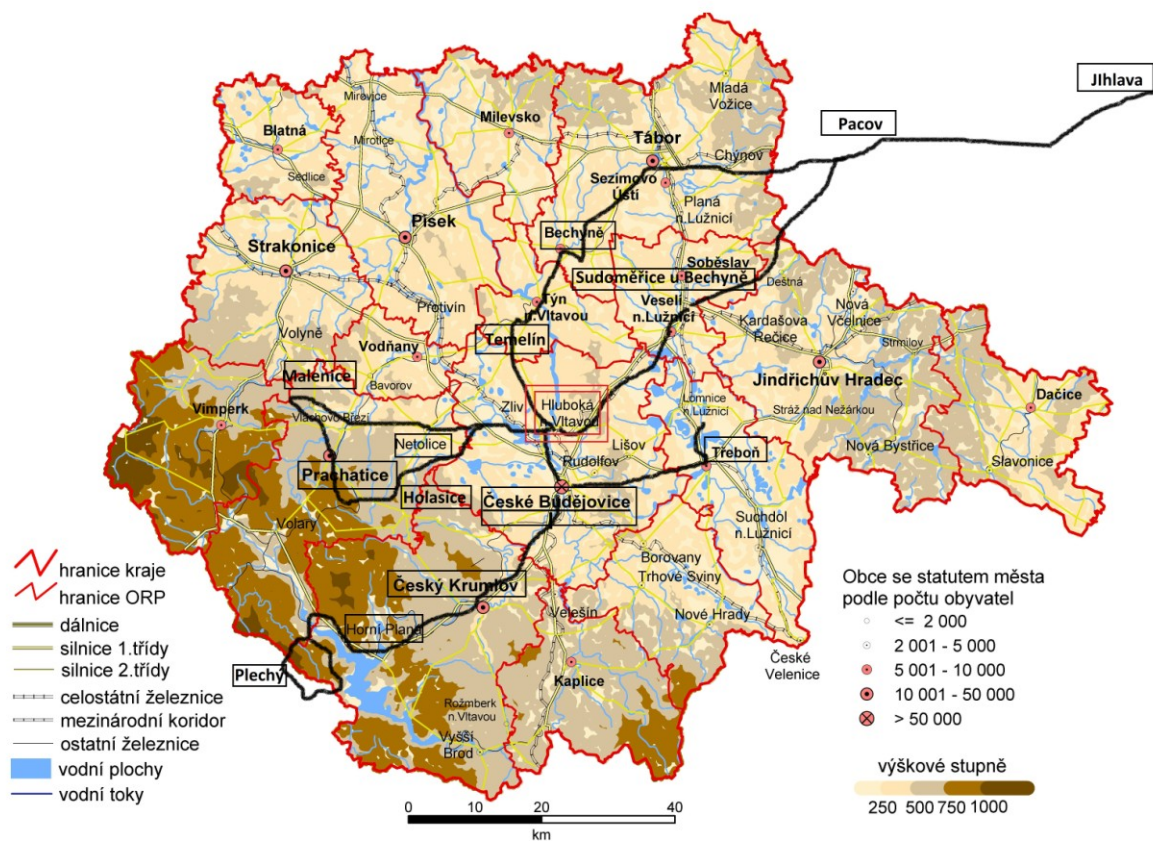 JIhlava
Pacov
Mladá
Vožice
Mirovice
Milevsko
Blatná
Mirotice
Tábor
Chýnov
Sedlice
Sezimovo
Ústí
Planá
n.Lužnicí
Písek
Strakonice
Bechyně
Soběslav
Sudoměřice u Bechyně
Deštná
Týn
n.Vltavou
Veselí
n.Lužnicí
Nová
Včelnice
Protivín
Kardašova
Řečice
Strmilov
Volyně
Temelín
Vodňany
Jindřichův Hradec
Malenice
Bavorov
Dačice
Vimperk
Vlachovo Březí
Zliv
Hluboká
n.Vltavou
Lomnice
n.Lužnicí
Stráž nad Nežárkou
Netolice
Lišov
Nová Bystřice
Rudolfov
Třeboň
Slavonice
Prachatice
Holasice
České Budějovice
Volary
Suchdol
n.Lužnicí
Borovany
Trhové Sviny
Český Krumlov
Velešín
Nové Hrady
Horní Planá
České
Velenice
Plechý
Kaplice
Rožmberk
n.Vltavou
Vyšší
Brod
hranice kraje
hranice ORP
dálnice
silnice 1.třídy
silnice 2.třídy
celostátní železnice
mezinárodní koridor
ostatní železnice
vodní plochy
vodní toky
Obce se statutem města
podle počtu obyvatel
<= 2 000
2 001 - 5 000
5 001 - 10 000
10 001 - 50 000
> 50 000
výškové stupně
250 500 750 1000
0 10 20 40
km